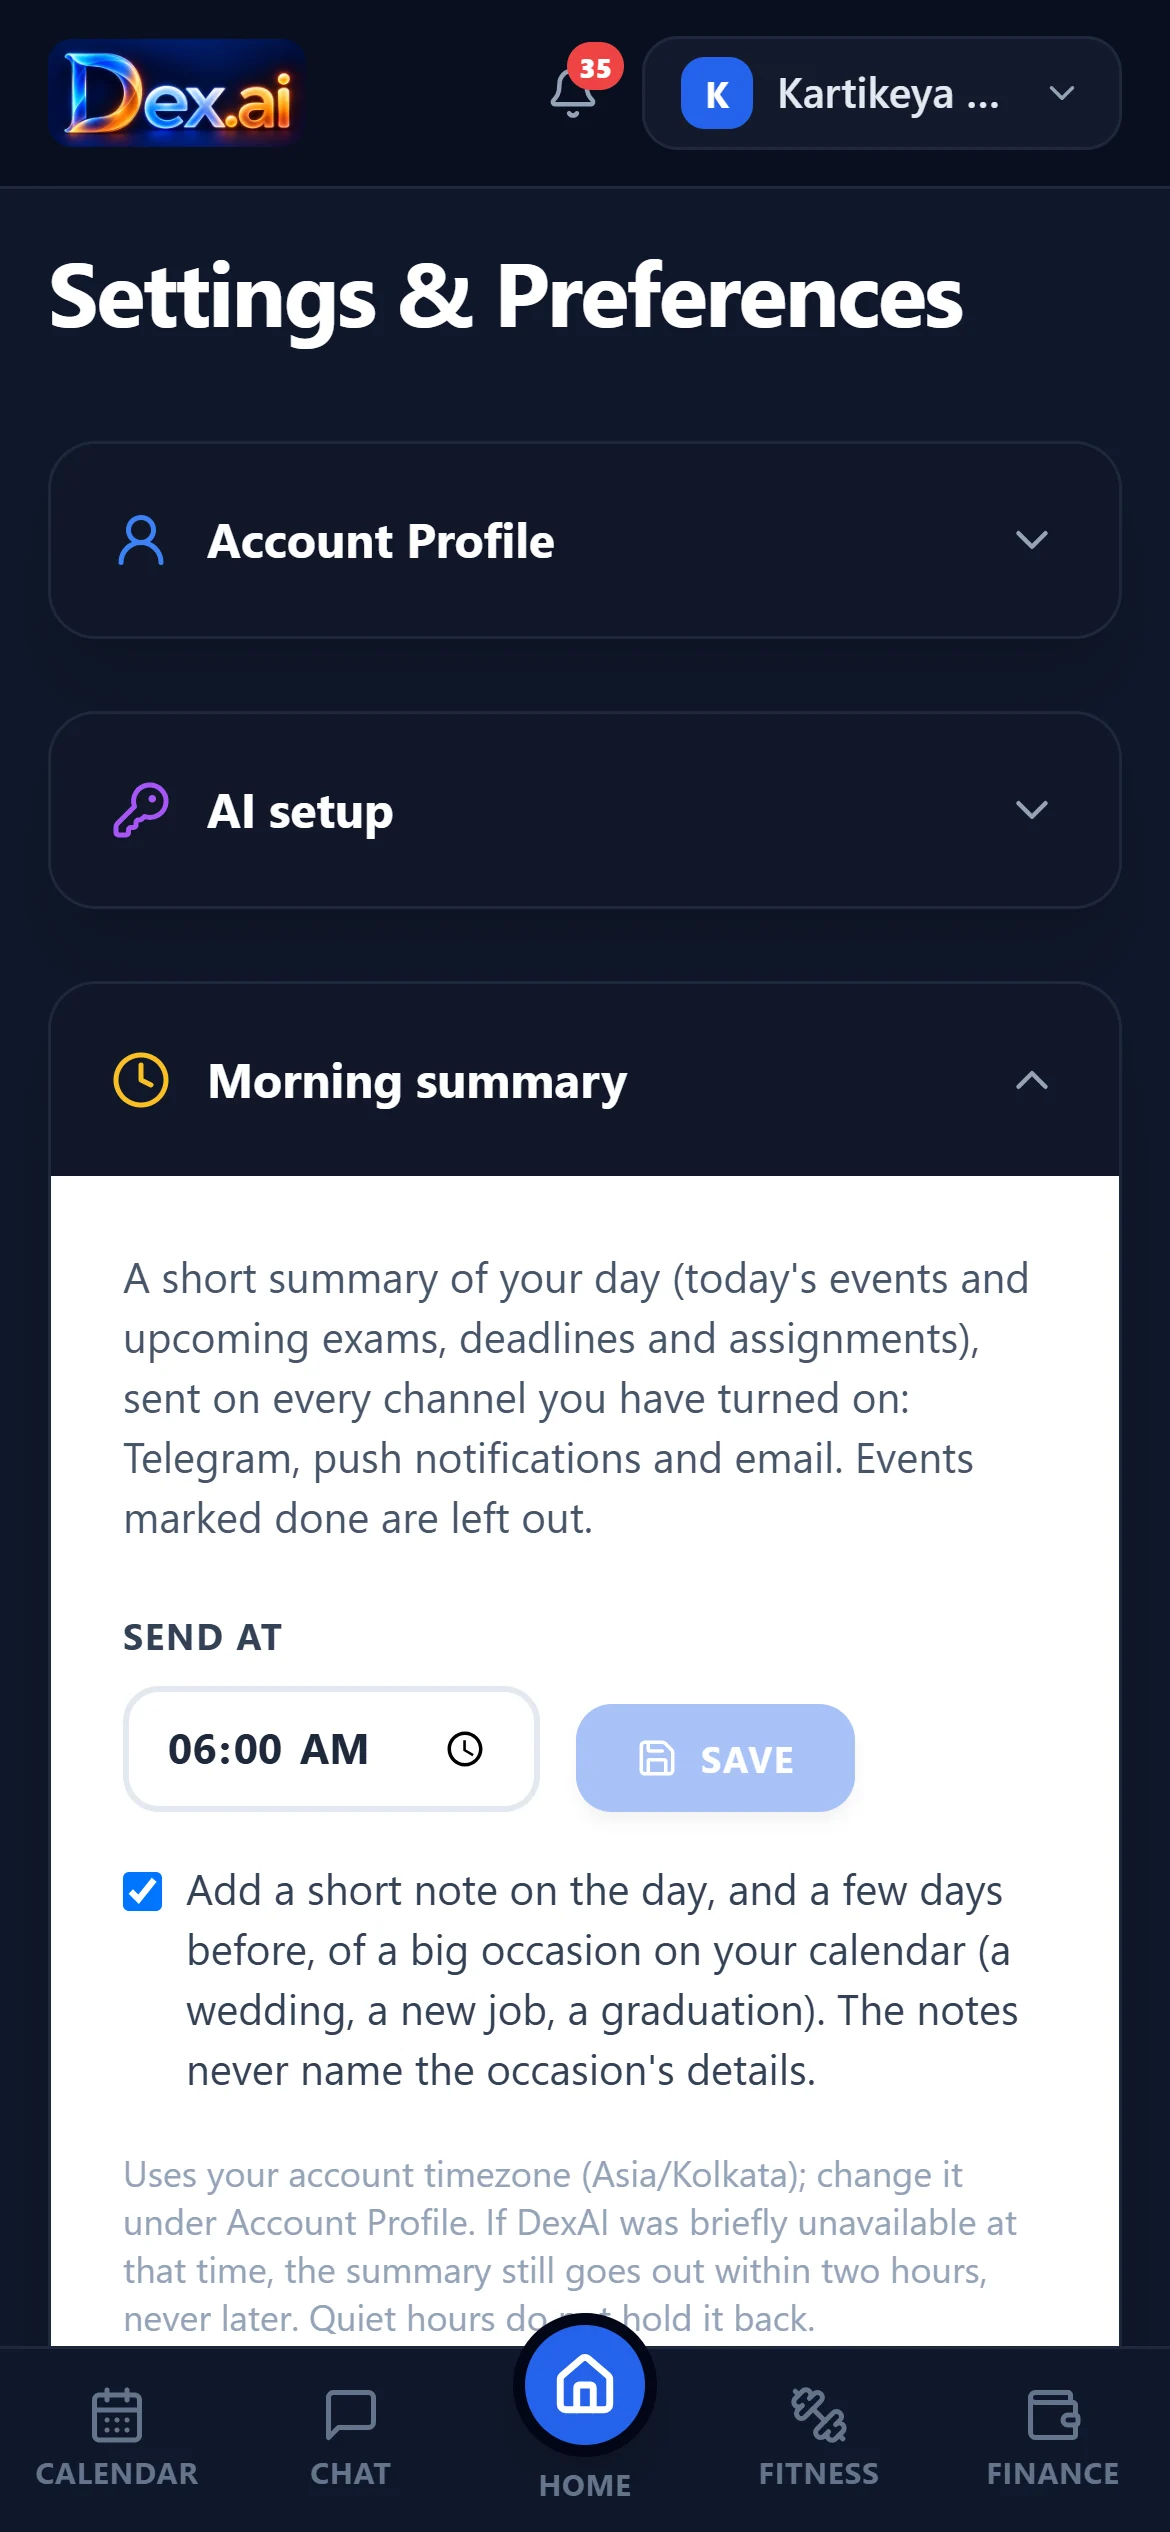 Dex.ai
35
K
Kartikeya ...
Settings & Preferences
Account Profile
AI setup
Morning summary
A short summary of your day (today's events and
upcoming exams, deadlines and assignments),
sent on every channel you have turned on:
Telegram, push notifications and email. Events
marked done are left out.
SEND AT
06:00 AM
SAVE
Add a short note on the day, and a few days
before, of a big occasion on your calendar (a
wedding, a new job, a graduation). The notes
never name the occasion's details.
Uses your account timezone (Asia/Kolkata); change it
under Account Profile. If DexAI was briefly unavailable at
that time, the summary still goes out within two hours,
never later. Quiet hours do not hold it back.
CALENDAR
CHAT
HOME
FITNESS
FINANCE